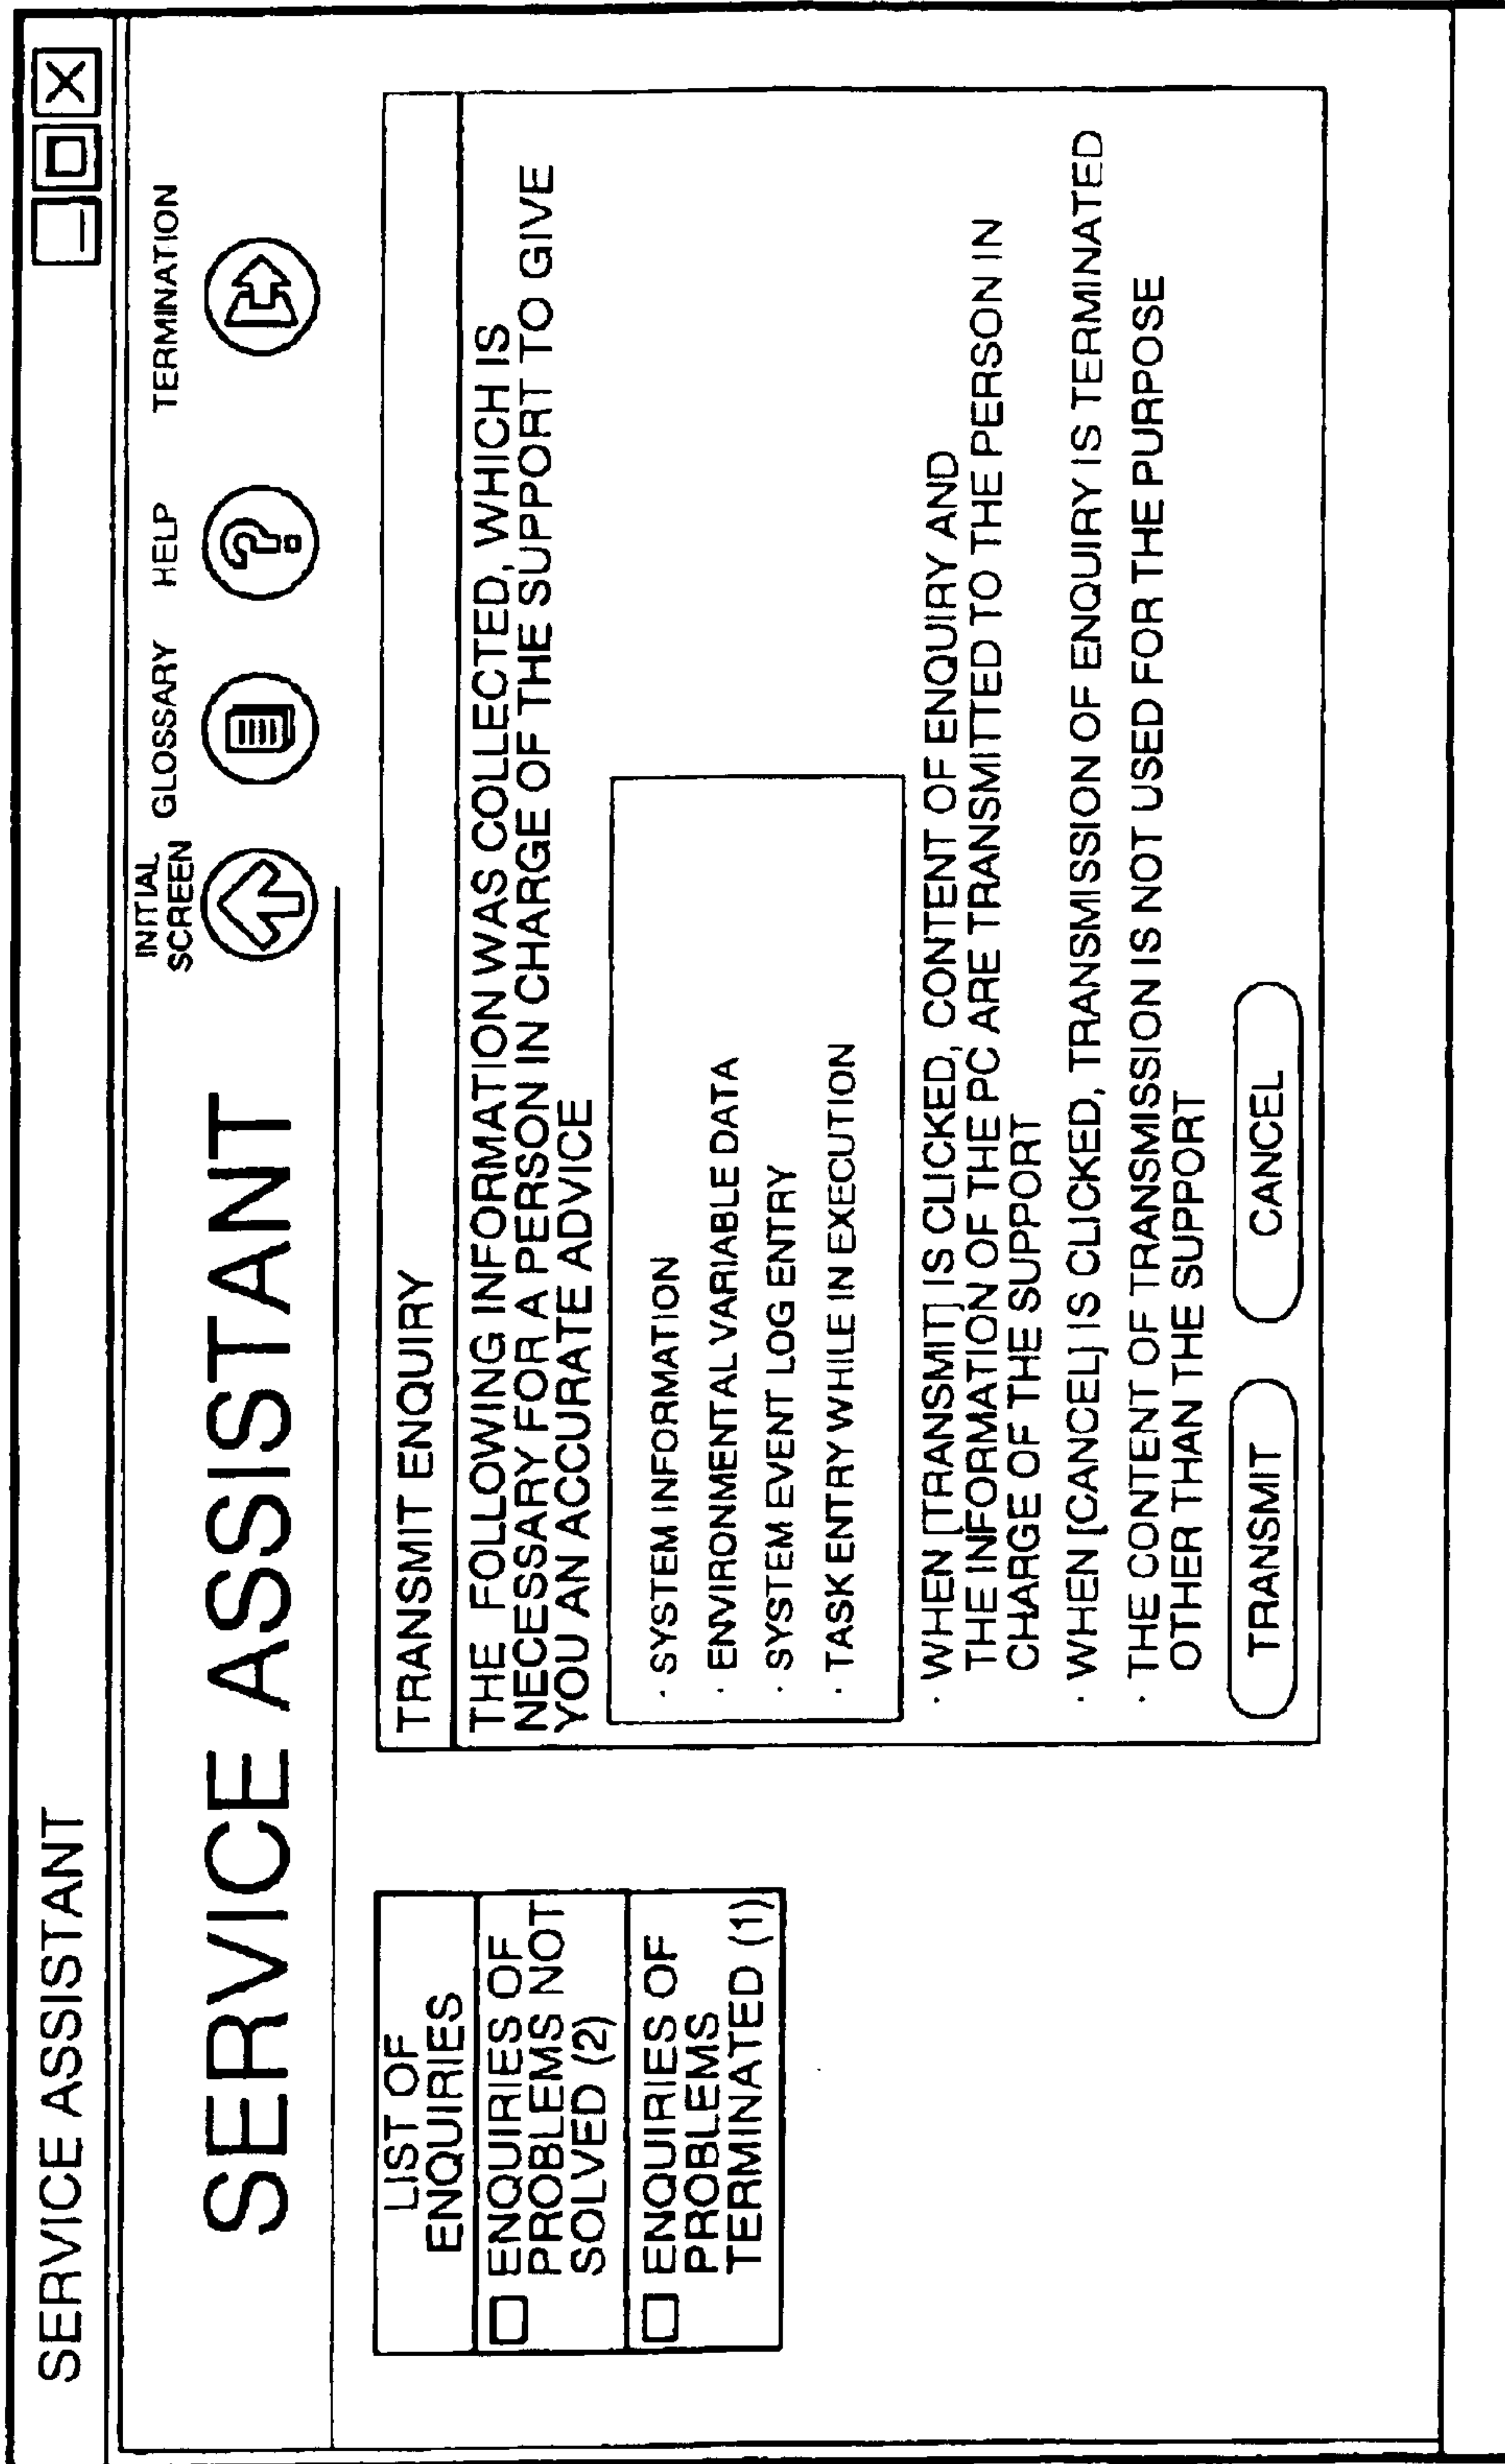 SERVICE ASSISTANT
SERVICE ASSISTANT
INITIAL
SCREEN
GLOSSARY
HELP
TERMINATION
LIST OF
ENQUIRIES
ENQUIRIES OF
PROBLEMS NOT
SOLVED (2)
ENQUIRIES OF
PROBLEMS
TERMINATED (1)
TRANSMIT ENQUIRY
THE FOLLOWING INFORMATION WAS COLLECTED, WHICH IS
NECESSARY FOR A PERSON IN CHARGE OF THE SUPPORT TO GIVE
YOU AN ACCURATE ADVICE
· SYSTEM INFORMATION
· ENVIRONMENTAL VARIABLE DATA
· SYSTEM EVENT LOG ENTRY
· TASK ENTRY WHILE IN EXECUTION
· WHEN [TRANSMIT] IS CLICKED, CONTENT OF ENQUIRY AND
THE INFORMATION OF THE PC ARE TRANSMITTED TO THE PERSON IN
CHARGE OF THE SUPPORT
· WHEN [CANCEL] IS CLICKED, TRANSMISSION OF ENQUIRY IS TERMINATED
· THE CONTENT OF TRANSMISSION IS NOT USED FOR THE PURPOSE
OTHER THAN THE SUPPORT
TRANSMIT
CANCEL